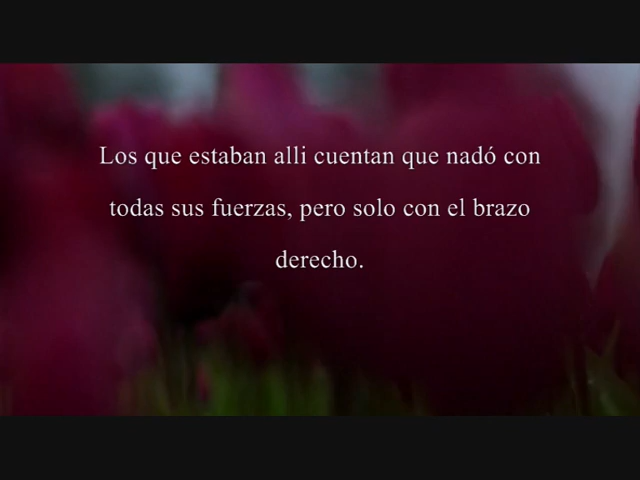 Los que estaban alli cuentan que nadó con
todas sus fuerzas, pero solo con el brazo
derecho.